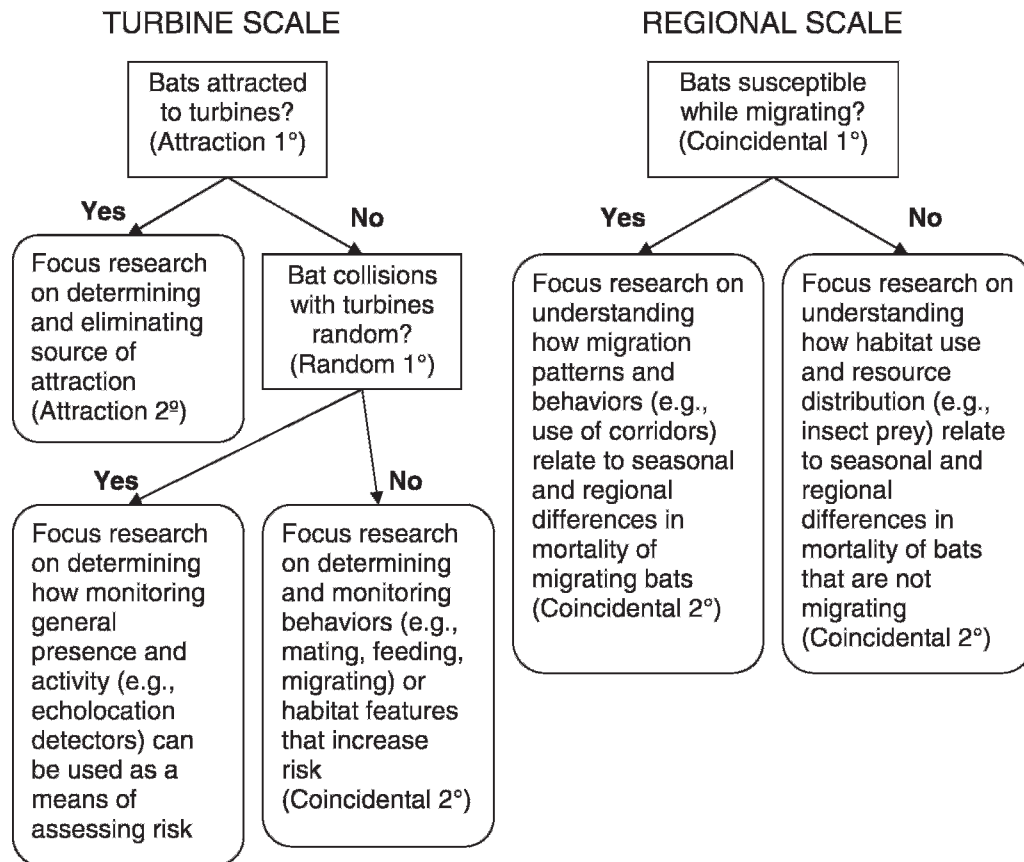 TURBINE SCALE
Bats attracted
to turbines?
(Attraction 1°)
Yes
No
Focus research
on determining
and eliminating
source of
attraction
(Attraction 2º)
Bat collisions
with turbines
random?
(Random 1°)
Yes
No
Focus research
on determining
how monitoring
general
presence and
activity (e.g.,
echolocation
detectors) can
be used as a
means of
assessing risk
Focus research
on determining
and monitoring
behaviors (e.g.,
mating, feeding,
migrating) or
habitat features
that increase
risk
(Coincidental 2°)
REGIONAL SCALE
Bats susceptible
while migrating?
(Coincidental 1°)
Yes
No
Focus research on
understanding
how migration
patterns and
behaviors (e.g.,
use of corridors)
relate to seasonal
and regional
differences in
mortality of
migrating bats
(Coincidental 2°)
Focus research on
understanding
how habitat use
and resource
distribution (e.g.,
insect prey) relate
to seasonal and
regional
differences in
mortality of bats
that are not
migrating
(Coincidental 2°)